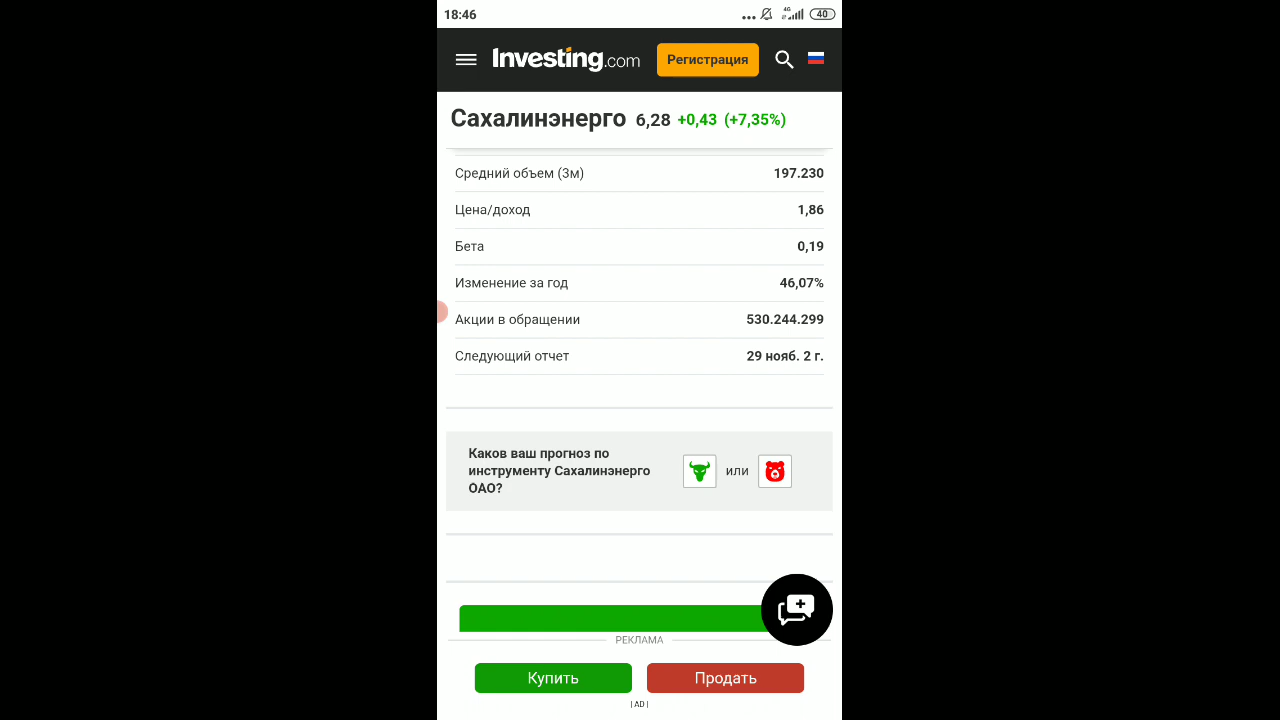 18:46
4G
40
Investing.com
Регистрация
Сахалинэнерго 6,28 +0,43 (+7,35%)
Средний объем (3м) 197.230
Цена/доход 1,86
Бета 0,19
Изменение за год 46,07%
Акции в обращении 530.244.299
Следующий отчет 29 нояб. 2 г.
Каков ваш прогноз по
инструменту Сахалинэнерго
ОАО?
или
РЕКЛАМА
Купить
Продать
| AD |